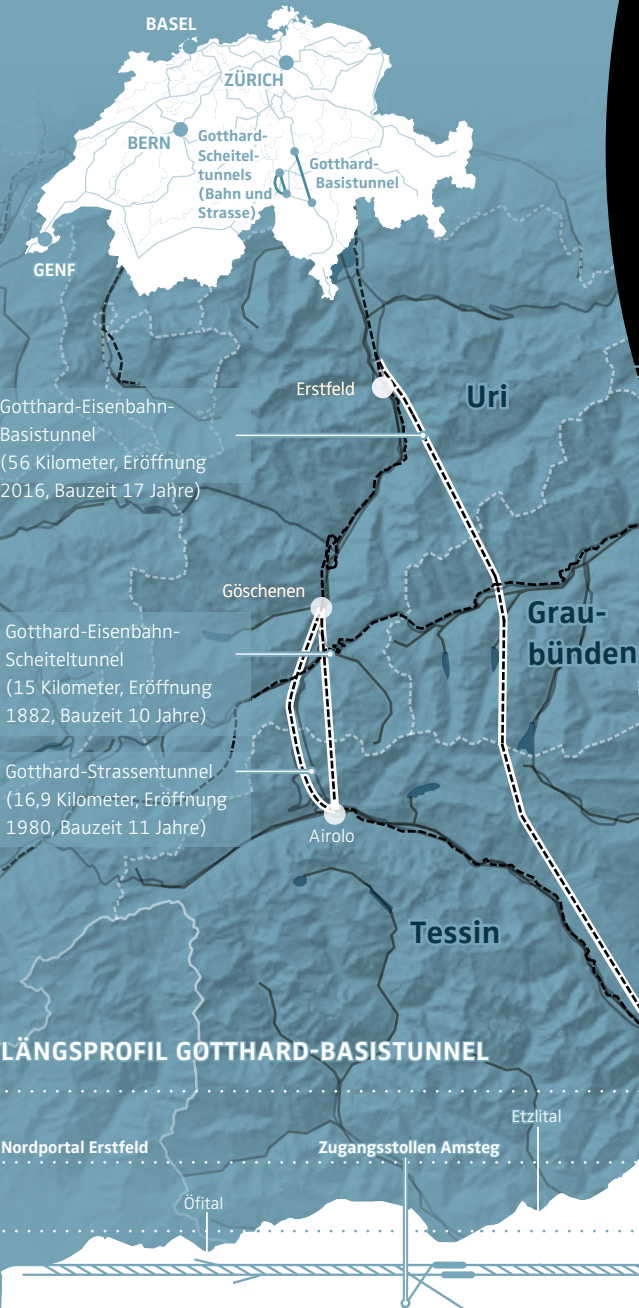 BASEL
ZÜRICH
BERN
Gotthard-
Scheitel-
tunnels
(Bahn und
Strasse)
Gotthard-
Basistunnel
GENF
Erstfeld
Uri
Gotthard-Eisenbahn-
Basistunnel
(56 Kilometer, Eröffnung
2016, Bauzeit 17 Jahre)
Göschenen
Grau-
bünden
Gotthard-Eisenbahn-
Scheiteltunnel
(15 Kilometer, Eröffnung
1882, Bauzeit 10 Jahre)
Gotthard-Strassentunnel
(16,9 Kilometer, Eröffnung
1980, Bauzeit 11 Jahre)
Airolo
Tessin
LÄNGSPROFIL GOTTHARD-BASISTUNNEL
Etzlital
Nordportal Erstfeld
Zugangsstollen Amsteg
Öfital